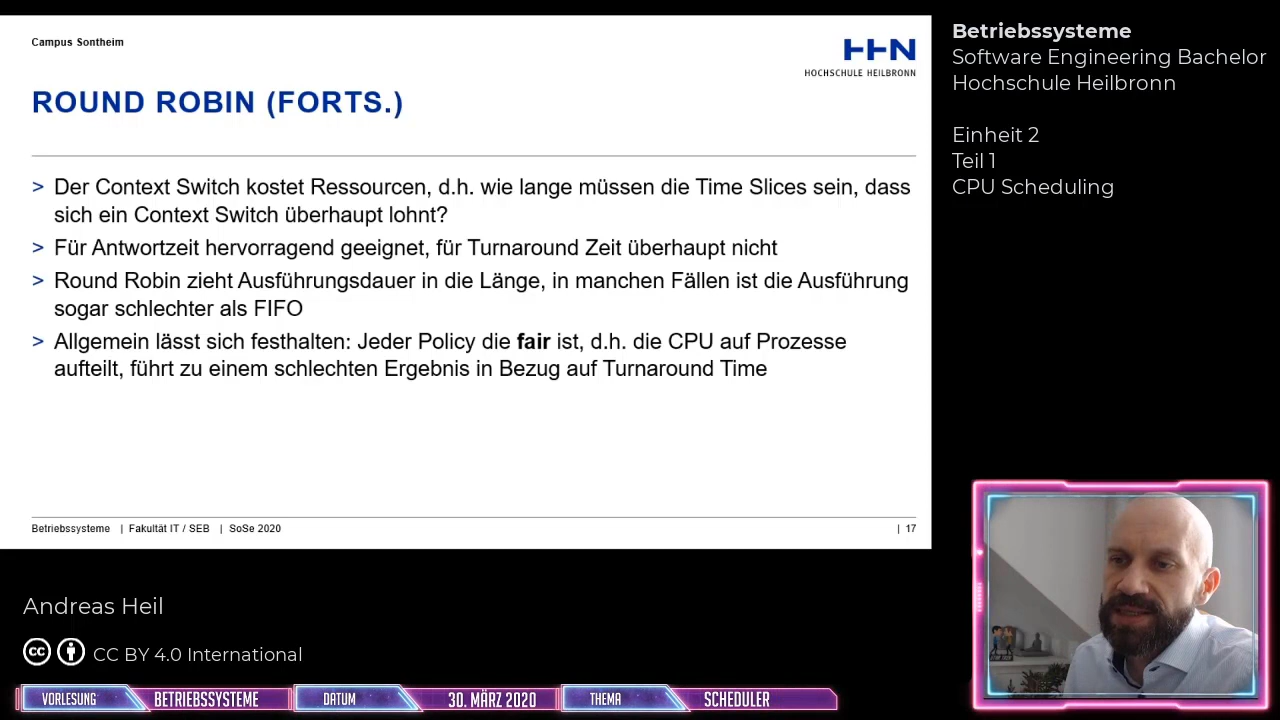 Campus Sontheim
HHN
HOCHSCHULE HEILBRONN
ROUND ROBIN (FORTS.)
> Der Context Switch kostet Ressourcen, d.h. wie lange müssen die Time Slices sein, dass
sich ein Context Switch überhaupt lohnt?
> Für Antwortzeit hervorragend geeignet, für Turnaround Zeit überhaupt nicht
> Round Robin zieht Ausführungsdauer in die Länge, in manchen Fällen ist die Ausführung
sogar schlechter als FIFO
> Allgemein lässt sich festhalten: Jeder Policy die fair ist, d.h. die CPU auf Prozesse
aufteilt, führt zu einem schlechten Ergebnis in Bezug auf Turnaround Time
Betriebssysteme | Fakultät IT / SEB | SoSe 2020 | 17
Betriebssysteme
Software Engineering Bachelor
Hochschule Heilbronn
Einheit 2
Teil 1
CPU Scheduling
Andreas Heil
cc CC BY 4.0 International
VORLESUNG BETRIEBSSYSTEME DATUM 30. MÄRZ 2020 THEMA SCHEDULER